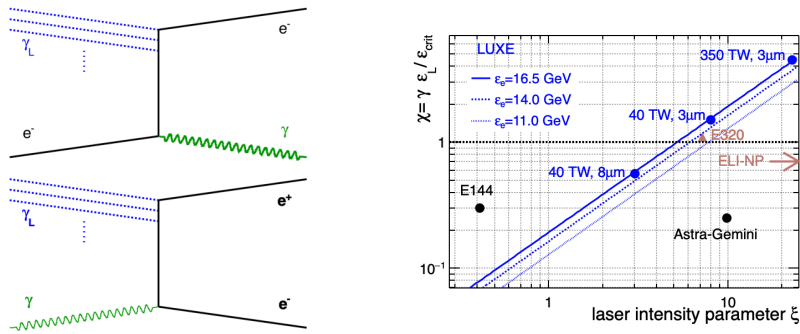 γL
e-
e-
γ
γL
e+
γ
e-
χ= γ εL/ εcrit
LUXE
εe=16.5 GeV
εe=14.0 GeV
εe=11.0 GeV
350 TW, 3μm
40 TW, 3μm
E320
ELI-NP
40 TW, 8μm
E144
Astra-Gemini
1
10⁻¹
1
10
laser intensity parameter ξ